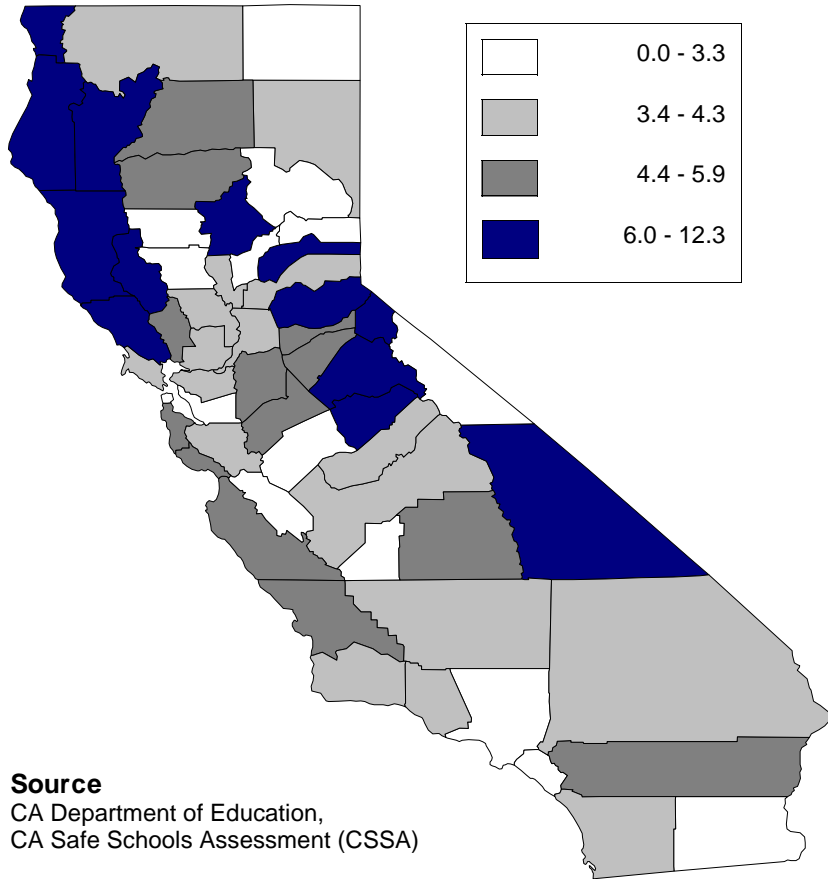 0.0 - 3.3
3.4 - 4.3
4.4 - 5.9
6.0 - 12.3
Source
CA Department of Education,
CA Safe Schools Assessment (CSSA)